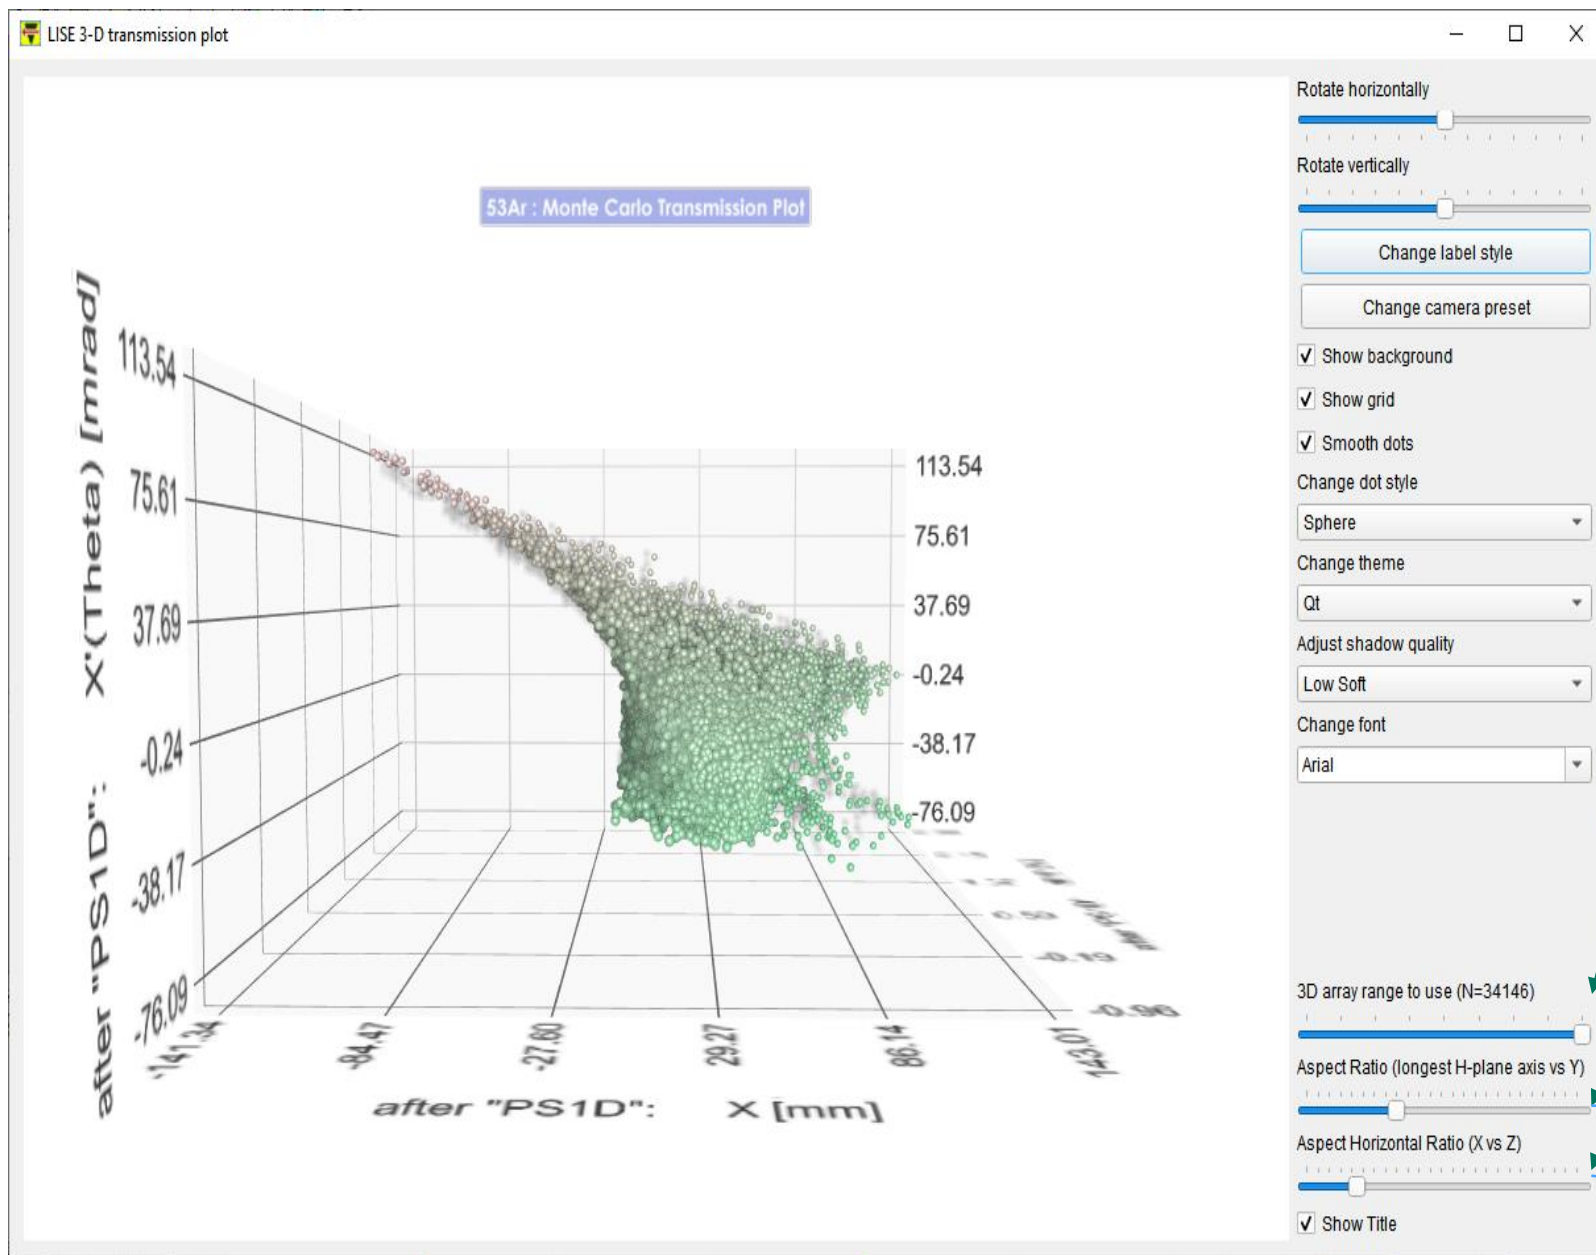 LISE 3-D transmission plot
53Ar : Monte Carlo Transmission Plot
after "PS1D": X'(Theta) [mrad]
113.54
75.61
37.69
-0.24
-38.17
-76.09
113.54
75.61
37.69
-0.24
-38.17
-76.09
0.59
-0.19
-0.96
-141.34
-84.47
-27.60
29.27
86.14
143.01
after "PS1D": X [mm]
Rotate horizontally
Rotate vertically
Change label style
Change camera preset
Show background
Show grid
Smooth dots
Change dot style
Sphere
Change theme
Qt
Adjust shadow quality
Low Soft
Change font
Arial
3D array range to use (N=34146)
Aspect Ratio (longest H-plane axis vs Y)
Aspect Horizontal Ratio (X vs Z)
Show Title